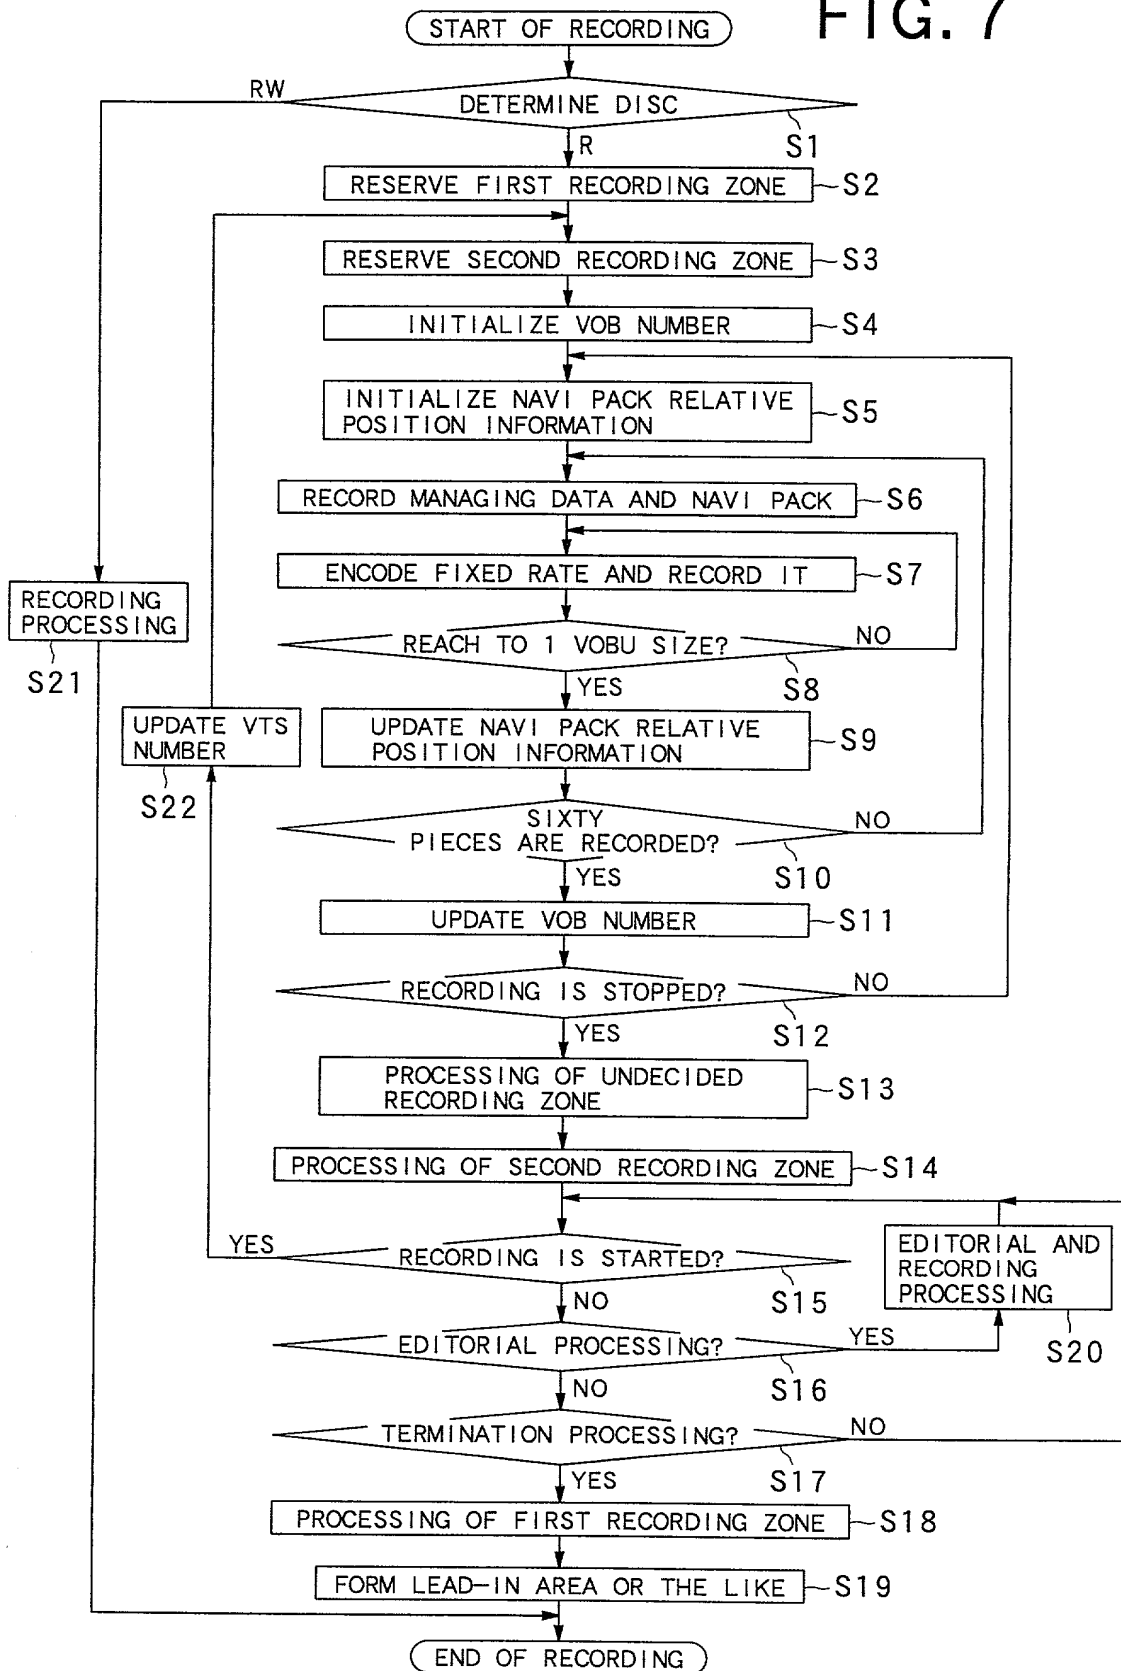 FIG. 7
START OF RECORDING
RW
DETERMINE DISC
S1
R
RESERVE FIRST RECORDING ZONE
S2
RESERVE SECOND RECORDING ZONE
S3
INITIALIZE VOB NUMBER
S4
INITIALIZE NAVI PACK RELATIVE
POSITION INFORMATION
S5
RECORD MANAGING DATA AND NAVI PACK
S6
ENCODE FIXED RATE AND RECORD IT
S7
RECORDING
PROCESSING
S21
REACH TO 1 VOBU SIZE?
NO
S8
YES
UPDATE VTS
NUMBER
S22
UPDATE NAVI PACK RELATIVE
POSITION INFORMATION
S9
SIXTY
PIECES ARE RECORDED?
NO
S10
YES
UPDATE VOB NUMBER
S11
RECORDING IS STOPPED?
NO
S12
YES
PROCESSING OF UNDECIDED
RECORDING ZONE
S13
PROCESSING OF SECOND RECORDING ZONE
S14
YES
RECORDING IS STARTED?
S15
NO
EDITORIAL AND
RECORDING
PROCESSING
S20
EDITORIAL PROCESSING?
YES
S16
NO
TERMINATION PROCESSING?
NO
S17
YES
PROCESSING OF FIRST RECORDING ZONE
S18
FORM LEAD-IN AREA OR THE LIKE
S19
END OF RECORDING